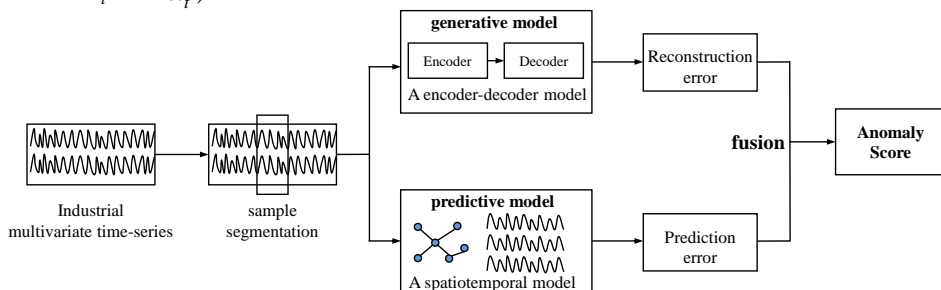 generative model
Encoder
Decoder
A encoder-decoder model
Reconstruction
error
fusion
Anomaly
Score
Industrial
multivariate time-series
sample
segmentation
predictive model
A spatiotemporal model
Prediction
error